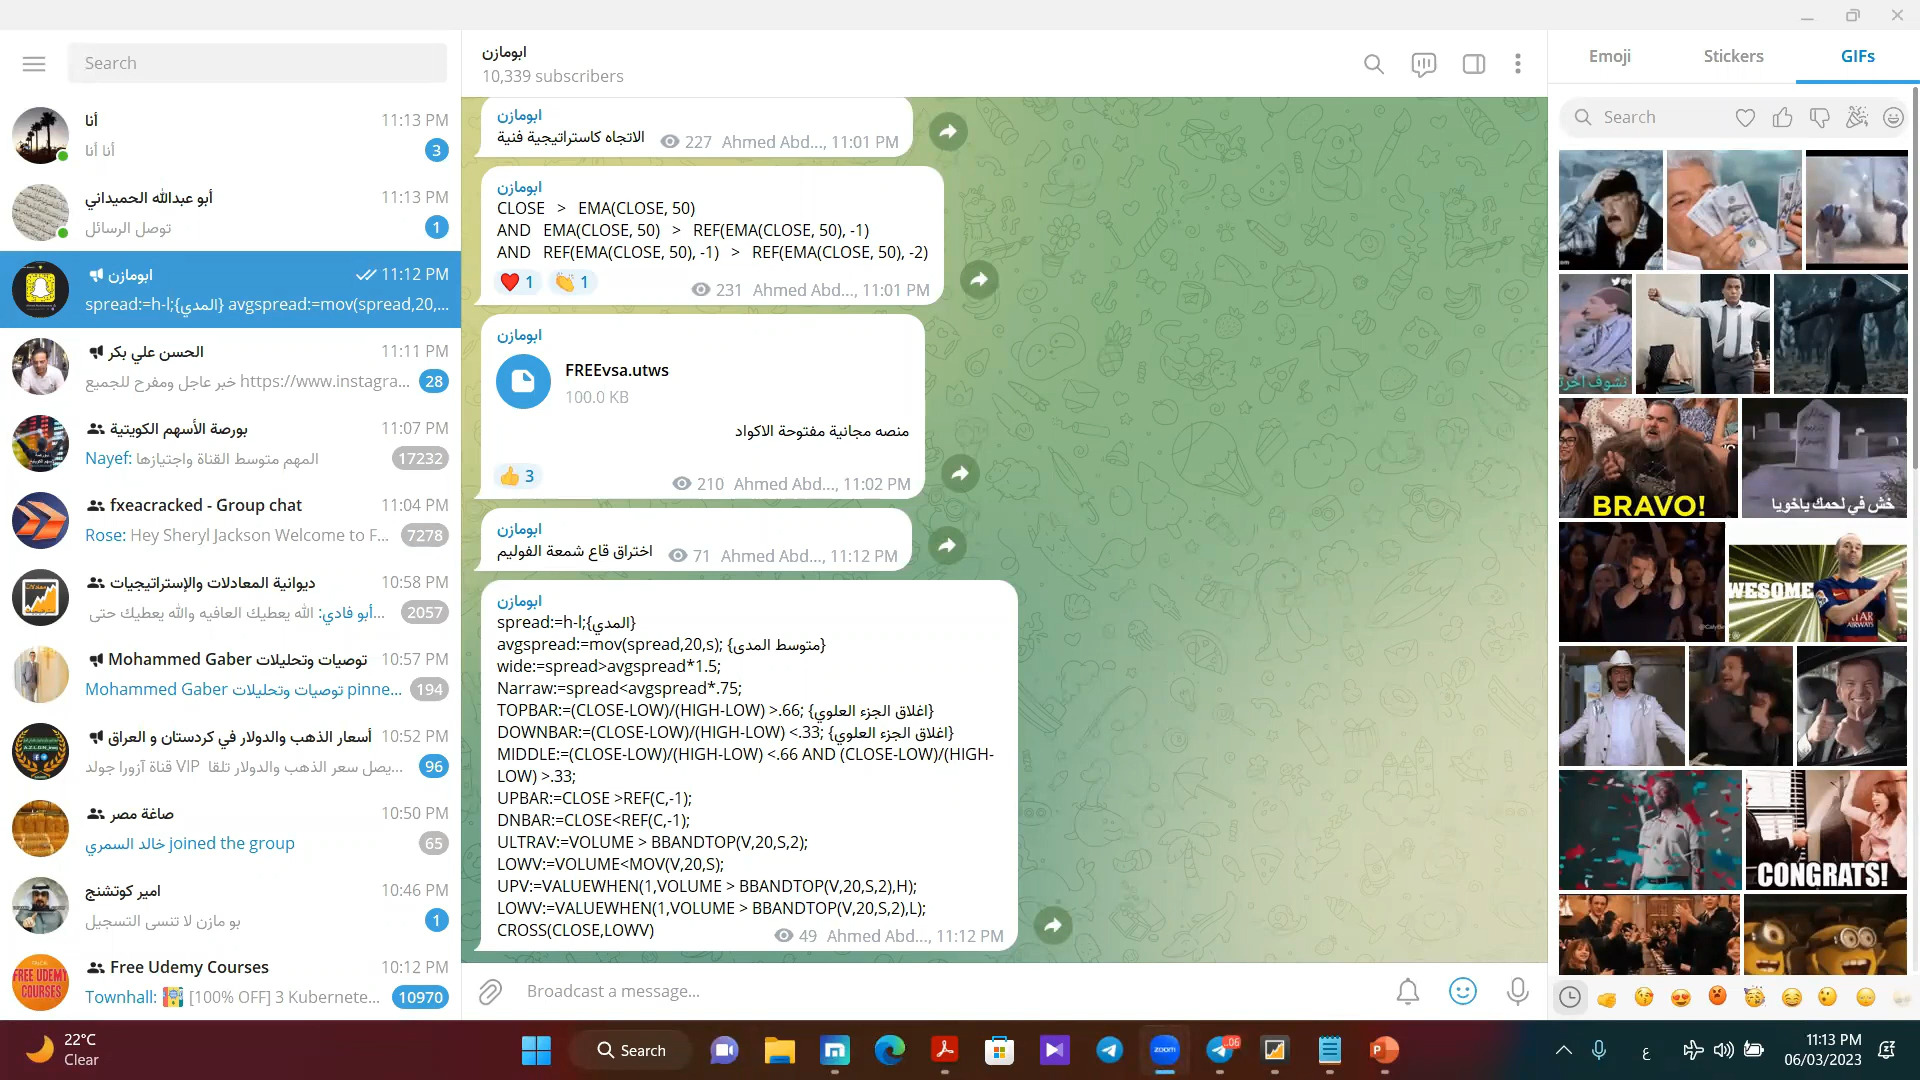 Search
أنا
11:13 PM
أنا أنا
3
أبو عبدالله الحميداني
11:13 PM
توصل الرسائل
1
ابومازن
11:12 PM
spread:=h-l;{المدي} avgspread:=mov(spread,20,...
الحسن علي بكر
11:11 PM
خبر عاجل ومفرح للجميع https://www.instagra...
28
بورصة الأسهم الكويتية
11:07 PM
Nayef: المهم متوسط القناة واجتيازها
17232
fxeacracked - Group chat
11:04 PM
Rose: Hey Sheryl Jackson Welcome to F...
7278
ديوانية المعادلات والإستراتيجيات
10:58 PM
أبو فادي: الله يعطيك العافيه والله يعطيك حتى...
2057
Mohammed Gaber توصيات وتحليلات
10:57 PM
Mohammed Gaber توصيات وتحليلات pinne...
194
أسعار الذهب والدولار في كردستان و العراق
10:52 PM
يصل سعر الذهب والدولار تلقا VIP قناة آزورا جولد...
96
صاغة مصر
10:50 PM
خالد السمري joined the group
65
امير كوتشنج
10:46 PM
بو مازن لا تنسى التسجيل
1
Free Udemy Courses
10:12 PM
Townhall: [100% OFF] 3 Kubernete...
10970
ابومازن
10,339 subscribers
ابومازن
الاتجاه كاستراتيجية فنية
227 Ahmed Abd..., 11:01 PM
ابومازن
CLOSE > EMA(CLOSE, 50)
AND EMA(CLOSE, 50) > REF(EMA(CLOSE, 50), -1)
AND REF(EMA(CLOSE, 50), -1) > REF(EMA(CLOSE, 50), -2)
1 1
231 Ahmed Abd..., 11:01 PM
ابومازن
FREEvsa.utws
100.0 KB
منصه مجانية مفتوحة الاكواد
3
210 Ahmed Abd..., 11:02 PM
ابومازن
اختراق قاع شمعة الفوليم
71 Ahmed Abd..., 11:12 PM
ابومازن
spread:=h-l;{المدي}
avgspread:=mov(spread,20,s); {متوسط المدى}
wide:=spread>avgspread*1.5;
Narraw:=spread<avgspread*.75;
TOPBAR:=(CLOSE-LOW)/(HIGH-LOW) >.66; {اغلاق الجزء العلوي}
DOWNBAR:=(CLOSE-LOW)/(HIGH-LOW) <.33; {اغلاق الجزء العلوي}
MIDDLE:=(CLOSE-LOW)/(HIGH-LOW) <.66 AND (CLOSE-LOW)/(HIGH-
LOW) >.33;
UPBAR:=CLOSE >REF(C,-1);
DNBAR:=CLOSE<REF(C,-1);
ULTRAV:=VOLUME > BBANDTOP(V,20,S,2);
LOWV:=VOLUME<MOV(V,20,S);
UPV:=VALUEWHEN(1,VOLUME > BBANDTOP(V,20,S,2),H);
LOWV:=VALUEWHEN(1,VOLUME > BBANDTOP(V,20,S,2),L);
CROSS(CLOSE,LOWV)
49 Ahmed Abd..., 11:12 PM
Broadcast a message...
Emoji
Stickers
GIFs
Search
BRAVO!
خش في لحمك ياخويا
WESOME
CONGRATS!
22°C
Clear
Search
zoom
ع
11:13 PM
06/03/2023